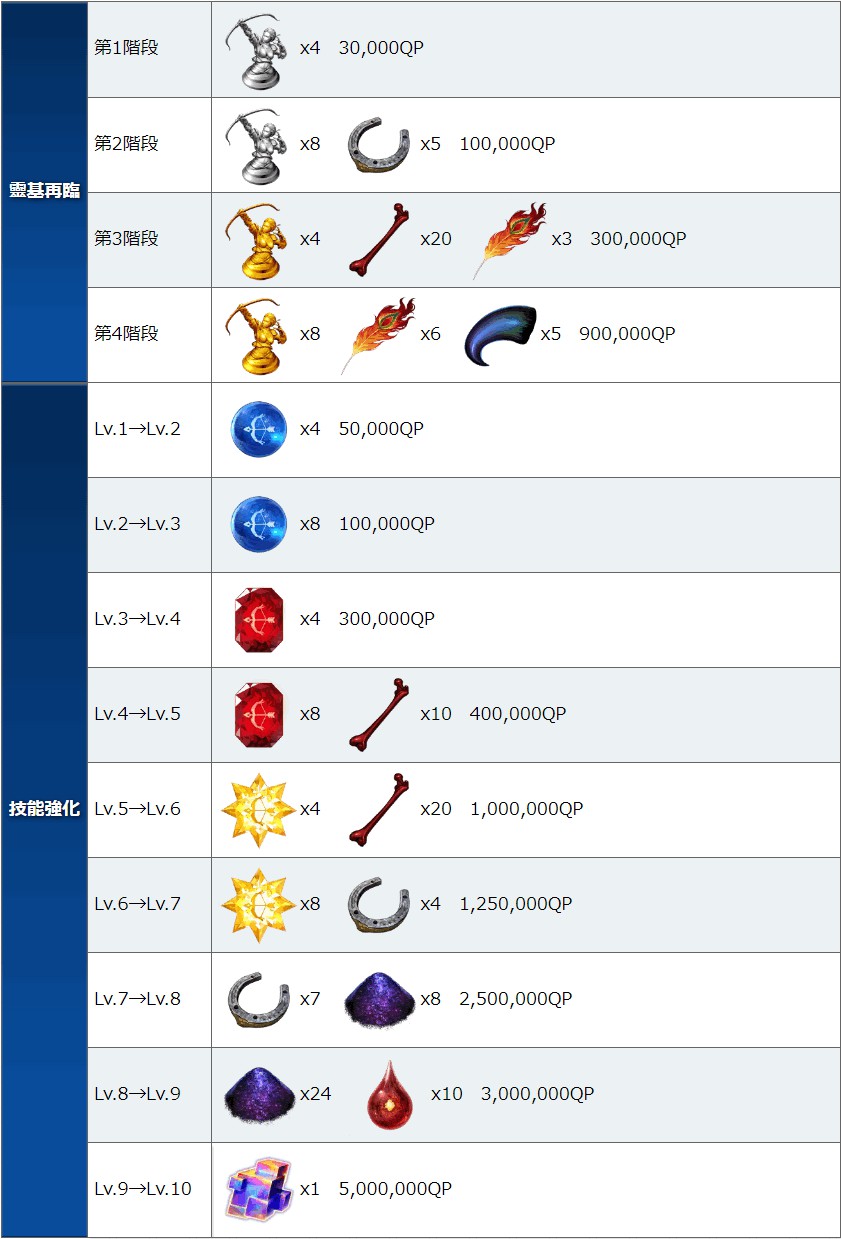 靈基再臨
第1階段 x4 30,000QP
第2階段 x8 x5 100,000QP
第3階段 x4 x20 x3 300,000QP
第4階段 x8 x6 x5 900,000QP
技能強化
Lv.1→Lv.2 x4 50,000QP
Lv.2→Lv.3 x8 100,000QP
Lv.3→Lv.4 x4 300,000QP
Lv.4→Lv.5 x8 x10 400,000QP
Lv.5→Lv.6 x4 x20 1,000,000QP
Lv.6→Lv.7 x8 x4 1,250,000QP
Lv.7→Lv.8 x7 x8 2,500,000QP
Lv.8→Lv.9 x24 x10 3,000,000QP
Lv.9→Lv.10 x1 5,000,000QP